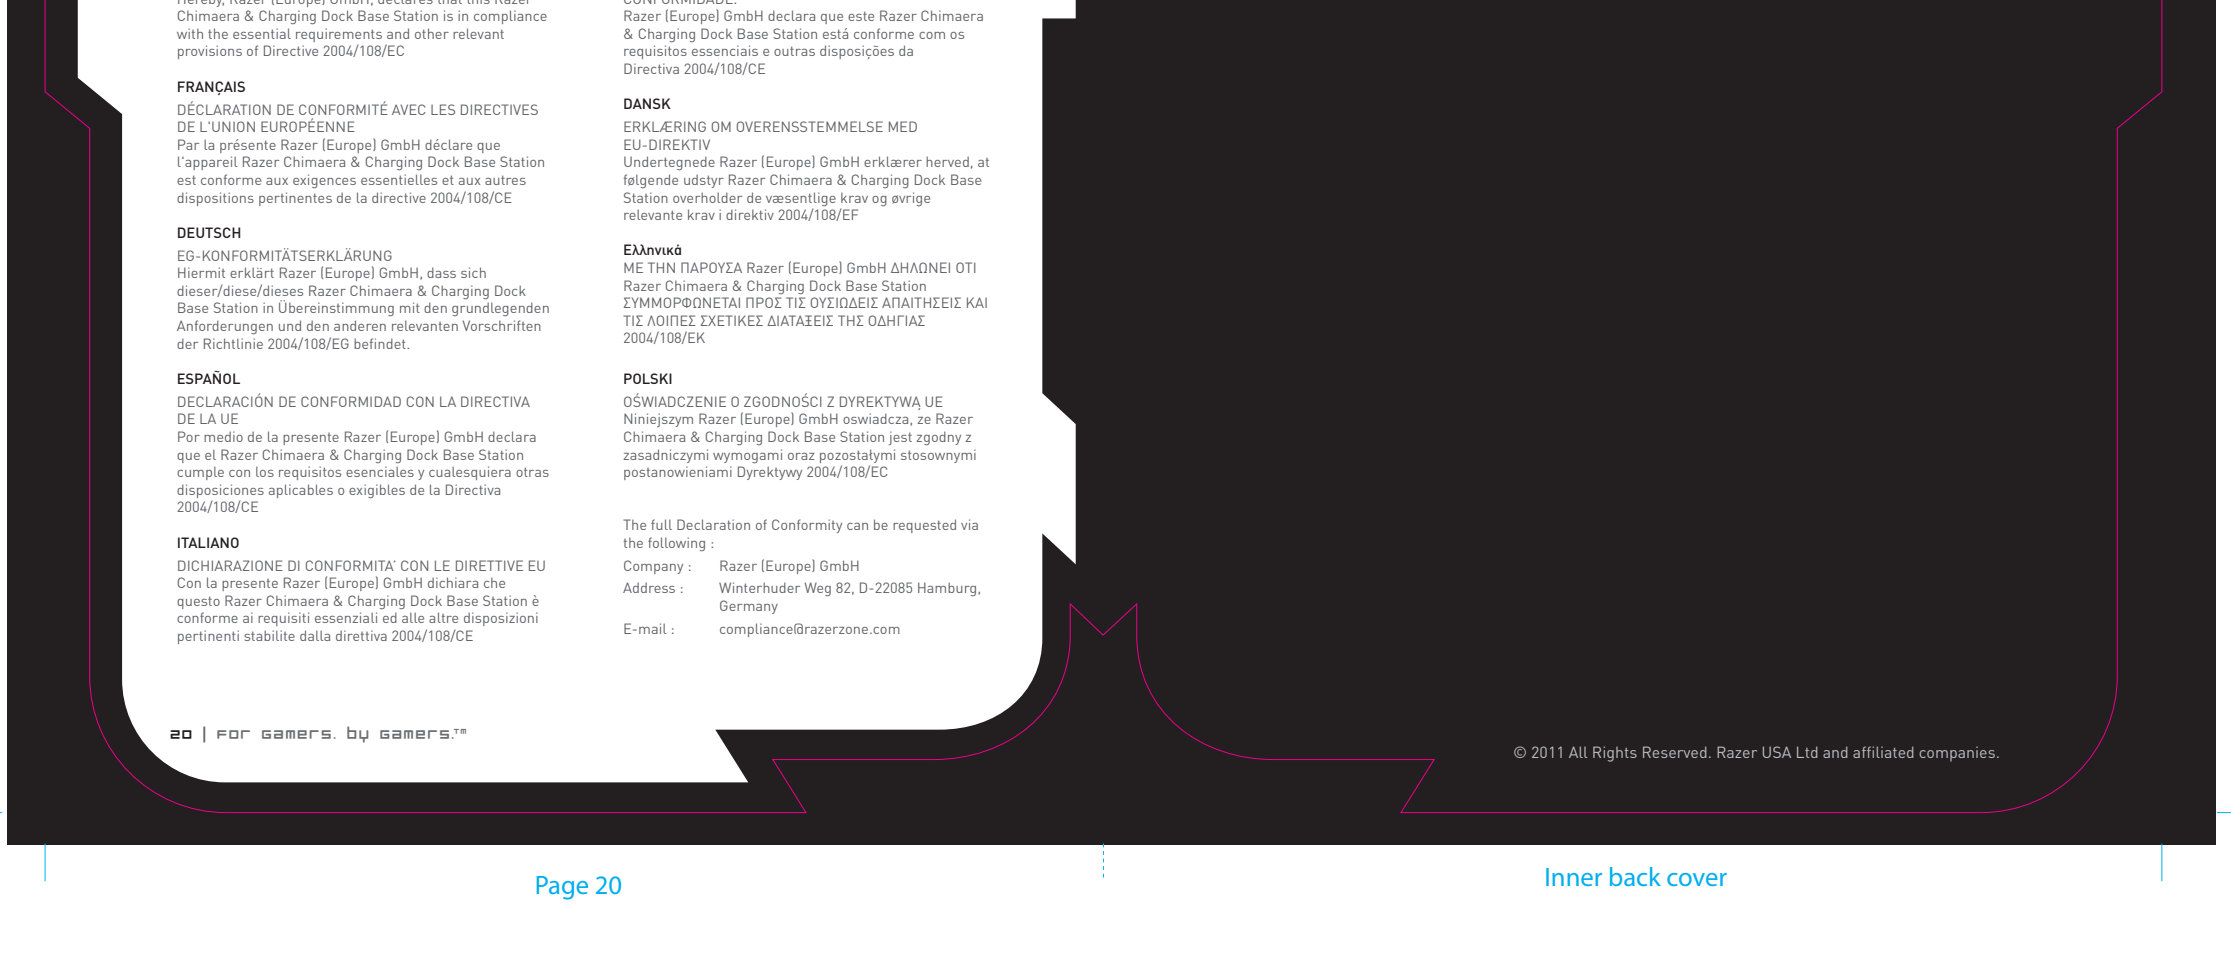 Hereby, Razer (Europe) GmbH, declares that this Razer
Chimaera & Charging Dock Base Station is in compliance
with the essential requirements and other relevant
provisions of Directive 2004/108/EC
FRANÇAIS
DÉCLARATION DE CONFORMITÉ AVEC LES DIRECTIVES
DE L'UNION EUROPÉENNE
Par la présente Razer (Europe) GmbH déclare que
l'appareil Razer Chimaera & Charging Dock Base Station
est conforme aux exigences essentielles et aux autres
dispositions pertinentes de la directive 2004/108/CE
DEUTSCH
EG-KONFORMITÄTSERKLÄRUNG
Hiermit erklärt Razer (Europe) GmbH, dass sich
dieser/diese/dieses Razer Chimaera & Charging Dock
Base Station in Übereinstimmung mit den grundlegenden
Anforderungen und den anderen relevanten Vorschriften
der Richtlinie 2004/108/EG befindet.
ESPAÑOL
DECLARACIÓN DE CONFORMIDAD CON LA DIRECTIVA
DE LA UE
Por medio de la presente Razer (Europe) GmbH declara
que el Razer Chimaera & Charging Dock Base Station
cumple con los requisitos esenciales y cualesquiera otras
disposiciones aplicables o exigibles de la Directiva
2004/108/CE
ITALIANO
DICHIARAZIONE DI CONFORMITA' CON LE DIRETTIVE EU
Con la presente Razer (Europe) GmbH dichiara che
questo Razer Chimaera & Charging Dock Base Station è
conforme ai requisiti essenziali ed alle altre disposizioni
pertinenti stabilite dalla direttiva 2004/108/CE
CONFORMIDADE:
Razer (Europe) GmbH declara que este Razer Chimaera
& Charging Dock Base Station está conforme com os
requisitos essenciais e outras disposições da
Directiva 2004/108/CE
DANSK
ERKLÆRING OM OVERENSSTEMMELSE MED
EU-DIREKTIV
Undertegnede Razer (Europe) GmbH erklærer herved, at
følgende udstyr Razer Chimaera & Charging Dock Base
Station overholder de væsentlige krav og øvrige
relevante krav i direktiv 2004/108/EF
Ελληνικά
ΜΕ ΤΗΝ ΠΑΡΟΥΣΑ Razer (Europe) GmbH ΔΗΛΩΝΕΙ ΟΤΙ
Razer Chimaera & Charging Dock Base Station
ΣΥΜΜΟΡΦΩΝΕΤΑΙ ΠΡΟΣ ΤΙΣ ΟΥΣΙΩΔΕΙΣ ΑΠΑΙΤΗΣΕΙΣ ΚΑΙ
ΤΙΣ ΛΟΙΠΕΣ ΣΧΕΤΙΚΕΣ ΔΙΑΤΑΞΕΙΣ ΤΗΣ ΟΔΗΓΙΑΣ
2004/108/ΕΚ
POLSKI
OŚWIADCZENIE O ZGODNOŚCI Z DYREKTYWĄ UE
Niniejszym Razer (Europe) GmbH oswiadcza, ze Razer
Chimaera & Charging Dock Base Station jest zgodny z
zasadniczymi wymogami oraz pozostałymi stosownymi
postanowieniami Dyrektywy 2004/108/EC
The full Declaration of Conformity can be requested via
the following :
Company : Razer (Europe) GmbH
Address : Winterhuder Weg 82, D-22085 Hamburg,
Germany
E-mail : compliance@razerzone.com
20 | For Gamers. by Gamers.™
© 2011 All Rights Reserved. Razer USA Ltd and affiliated companies.
Page 20
Inner back cover